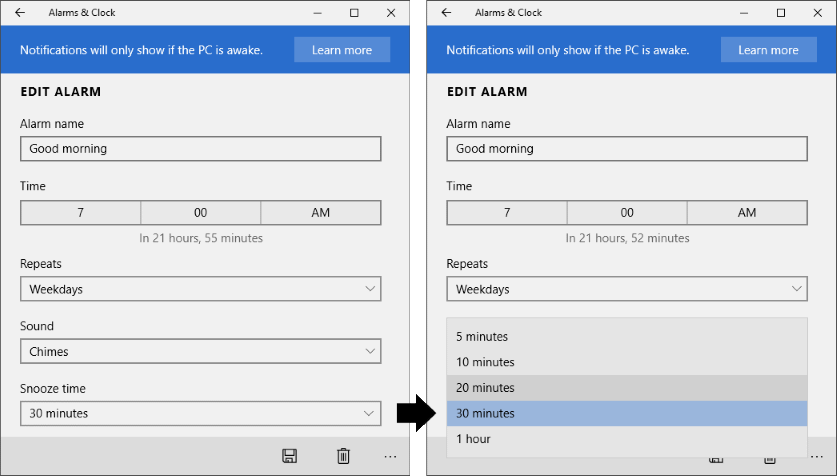 Alarms & Clock
Notifications will only show if the PC is awake.
Learn more
EDIT ALARM
Alarm name
Good morning
Time
7 00 AM
In 21 hours, 55 minutes
Repeats
Weekdays
Sound
Chimes
Snooze time
30 minutes
...
Alarms & Clock
Notifications will only show if the PC is awake.
Learn more
EDIT ALARM
Alarm name
Good morning
Time
7 00 AM
In 21 hours, 52 minutes
Repeats
Weekdays
5 minutes
10 minutes
20 minutes
30 minutes
1 hour
...